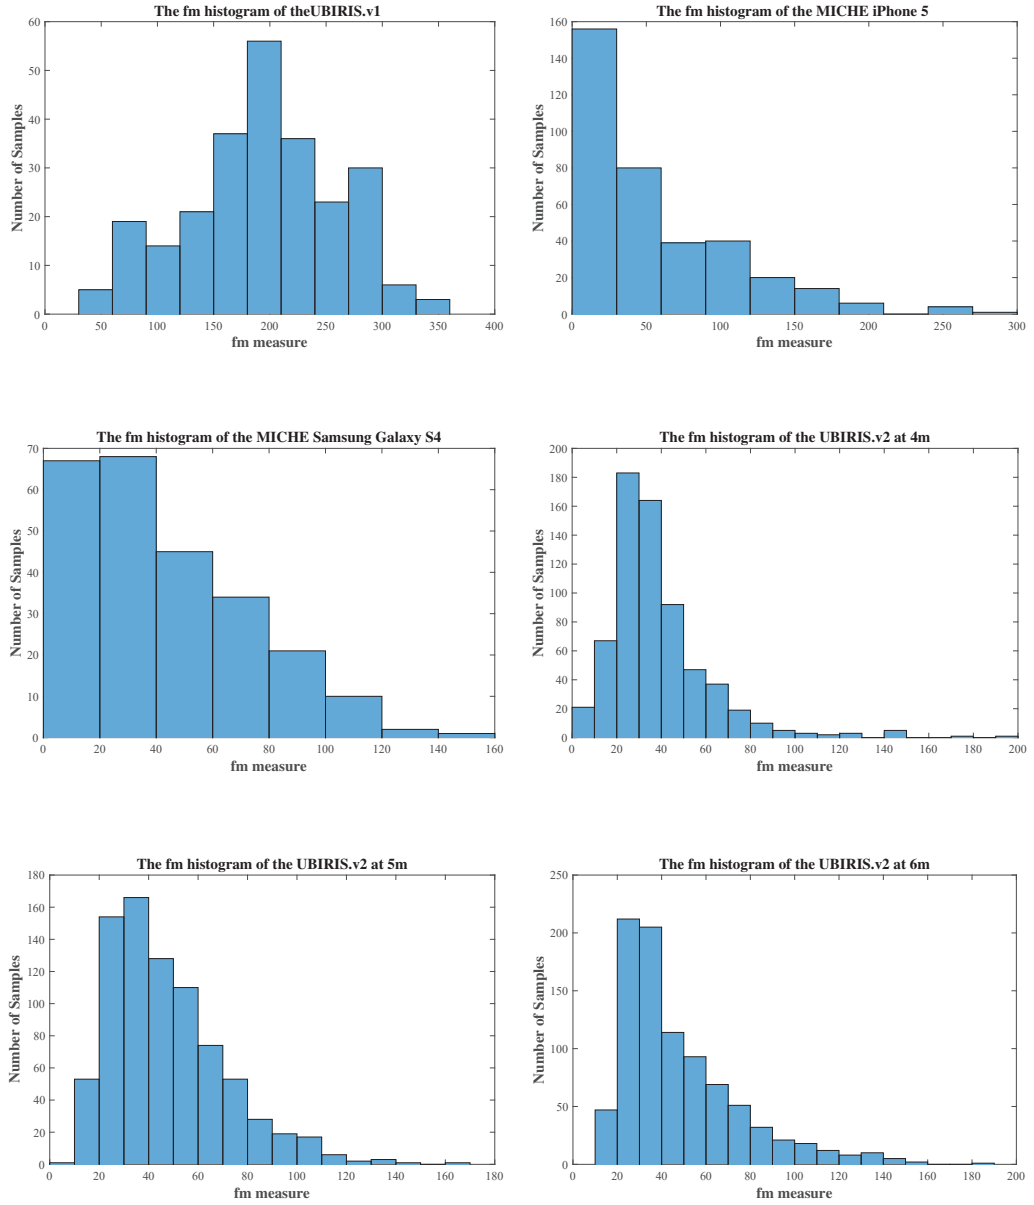 The fm histogram of theUBIRIS.v1
60
50
40
30
20
10
0
Number of Samples
0 50 100 150 200 250 300 350 400
fm measure
The fm histogram of the MICHE iPhone 5
160
140
120
100
80
60
40
20
0
Number of Samples
0 50 100 150 200 250 300
fm measure
The fm histogram of the MICHE Samsung Galaxy S4
70
60
50
40
30
20
10
0
Number of Samples
0 20 40 60 80 100 120 140 160
fm measure
The fm histogram of the UBIRIS.v2 at 4m
200
180
160
140
120
100
80
60
40
20
0
Number of Samples
0 20 40 60 80 100 120 140 160 180 200
fm measure
The fm histogram of the UBIRIS.v2 at 5m
180
160
140
120
100
80
60
40
20
0
Number of Samples
0 20 40 60 80 100 120 140 160 180
fm measure
The fm histogram of the UBIRIS.v2 at 6m
250
200
150
100
50
0
Number of Samples
0 20 40 60 80 100 120 140 160 180 200
fm measure